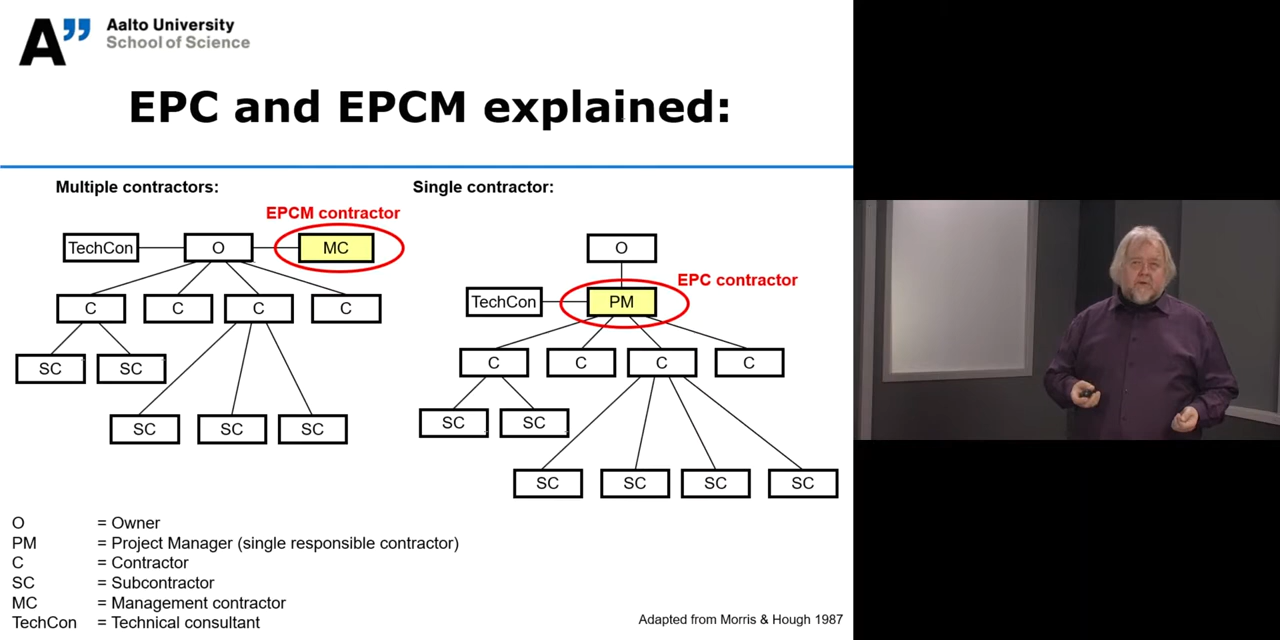 A”
Aalto University
School of Science
EPC and EPCM explained:
Multiple contractors:
EPCM contractor
TechCon
O
MC
C
C
C
C
SC
SC
SC
SC
SC
Single contractor:
O
EPC contractor
TechCon
PM
C
C
C
C
SC
SC
SC
SC
SC
SC
O = Owner
PM = Project Manager (single responsible contractor)
C = Contractor
SC = Subcontractor
MC = Management contractor
TechCon = Technical consultant
Adapted from Morris & Hough 1987